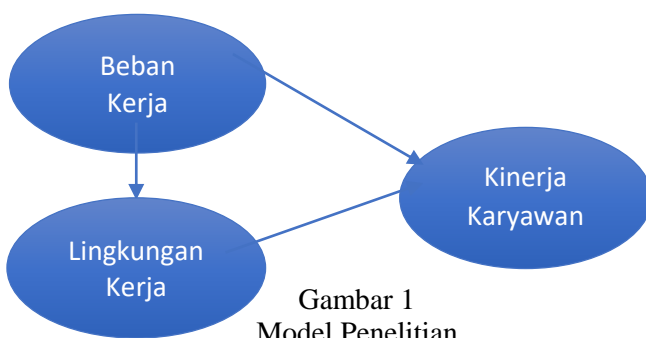 Beban
Kerja
Kinerja
Karyawan
Lingkungan
Kerja
Gambar 1
Model Penelitian